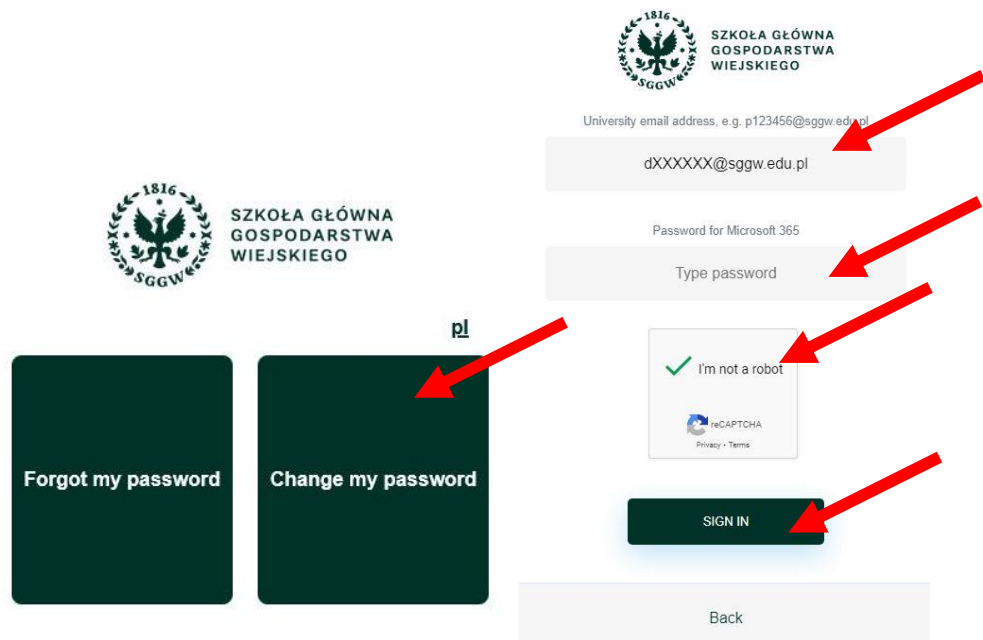 1816
SGGW
SZKOŁA GŁÓWNA
GOSPODARSTWA
WIEJSKIEGO
pl
Forgot my password
Change my password
1816
SGGW
SZKOŁA GŁÓWNA
GOSPODARSTWA
WIEJSKIEGO
University email address, e.g. p123456@sggw.edu.pl
dXXXXXX@sggw.edu.pl
Password for Microsoft 365
Type password
I'm not a robot
reCAPTCHA
Privacy - Terms
SIGN IN
Back